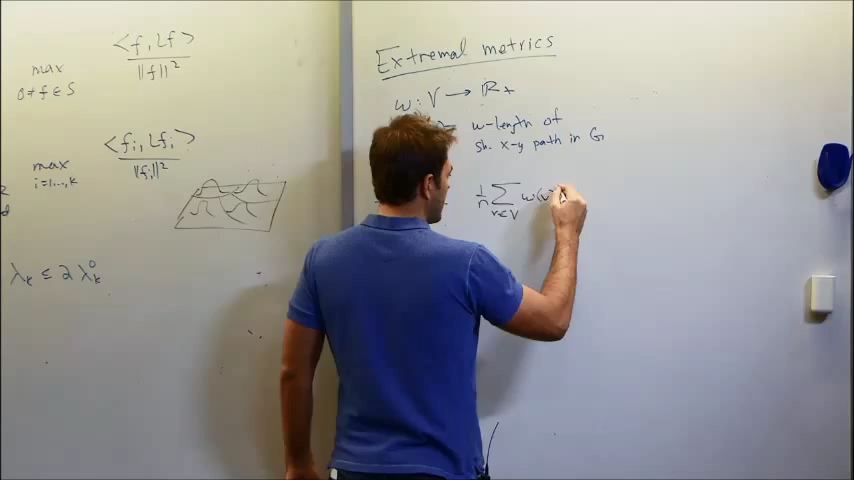 max
0≠f∈S
<f, Lf>
‖f‖²
max
i=1,...,k
<fᵢ, Lfᵢ>
‖fᵢ‖²
λₖ ≤ 2 λₖ⁰
Extremal metrics
w : V → ℝ₊
= w-length of
sh. x-y path in G
1/n ∑ w(v)
v∈V